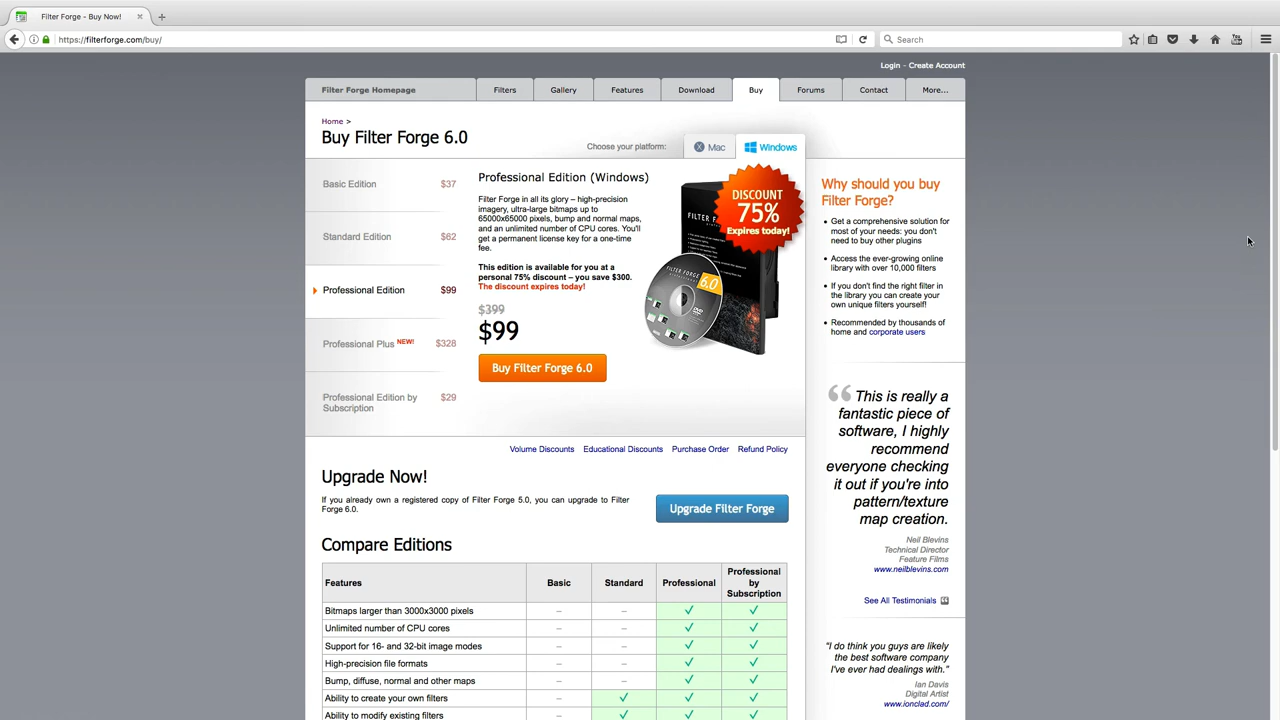 Filter Forge - Buy Now!
https://filterforge.com/buy/
Search
Login - Create Account
Filter Forge Homepage
Filters
Gallery
Features
Download
Buy
Forums
Contact
More...
Home >
Buy Filter Forge 6.0
Choose your platform:
Mac
Windows
Basic Edition $37
Standard Edition $62
Professional Edition $99
Professional Plus NEW! $328
Professional Edition by $29
Subscription
Professional Edition (Windows)
Filter Forge in all its glory – high-precision
imagery, ultra-large bitmaps up to
65000x65000 pixels, bump and normal maps,
and an unlimited number of CPU cores. You'll
get a permanent license key for a one-time
fee.
This edition is available for you at a
personal 75% discount – you save $300.
The discount expires today!
$399
$99
Buy Filter Forge 6.0
DISCOUNT
75%
Expires today!
FILTER FORGE
6.0
Volume Discounts
Educational Discounts
Purchase Order
Refund Policy
Upgrade Now!
If you already own a registered copy of Filter Forge 5.0, you can upgrade to Filter
Forge 6.0.
Upgrade Filter Forge
Compare Editions
Features
Basic
Standard
Professional
Professional
by
Subscription
Bitmaps larger than 3000x3000 pixels – –
Unlimited number of CPU cores – –
Support for 16- and 32-bit image modes – –
High-precision file formats – –
Bump, diffuse, normal and other maps – –
Ability to create your own filters –
Ability to modify existing filters –
Why should you buy
Filter Forge?
Get a comprehensive solution for
most of your needs: you don't
need to buy other plugins
Access the ever-growing online
library with over 10,000 filters
If you don't find the right filter in
the library you can create your
own unique filters yourself!
Recommended by thousands of
home and corporate users
This is really a
fantastic piece of
software, I highly
recommend
everyone checking
it out if you're into
pattern/texture
map creation.
Neil Blevins
Technical Director
Feature Films
www.neilblevins.com
See All Testimonials
"I do think you guys are likely
the best software company
I've ever had dealings with."
Ian Davis
Digital Artist
www.ionclad.com/